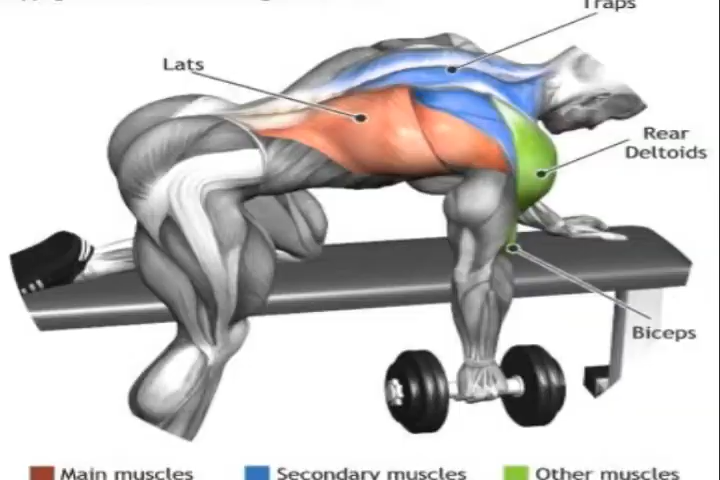 Traps
Lats
Rear
Deltoids
Biceps
Main muscles
Secondary muscles
Other muscles